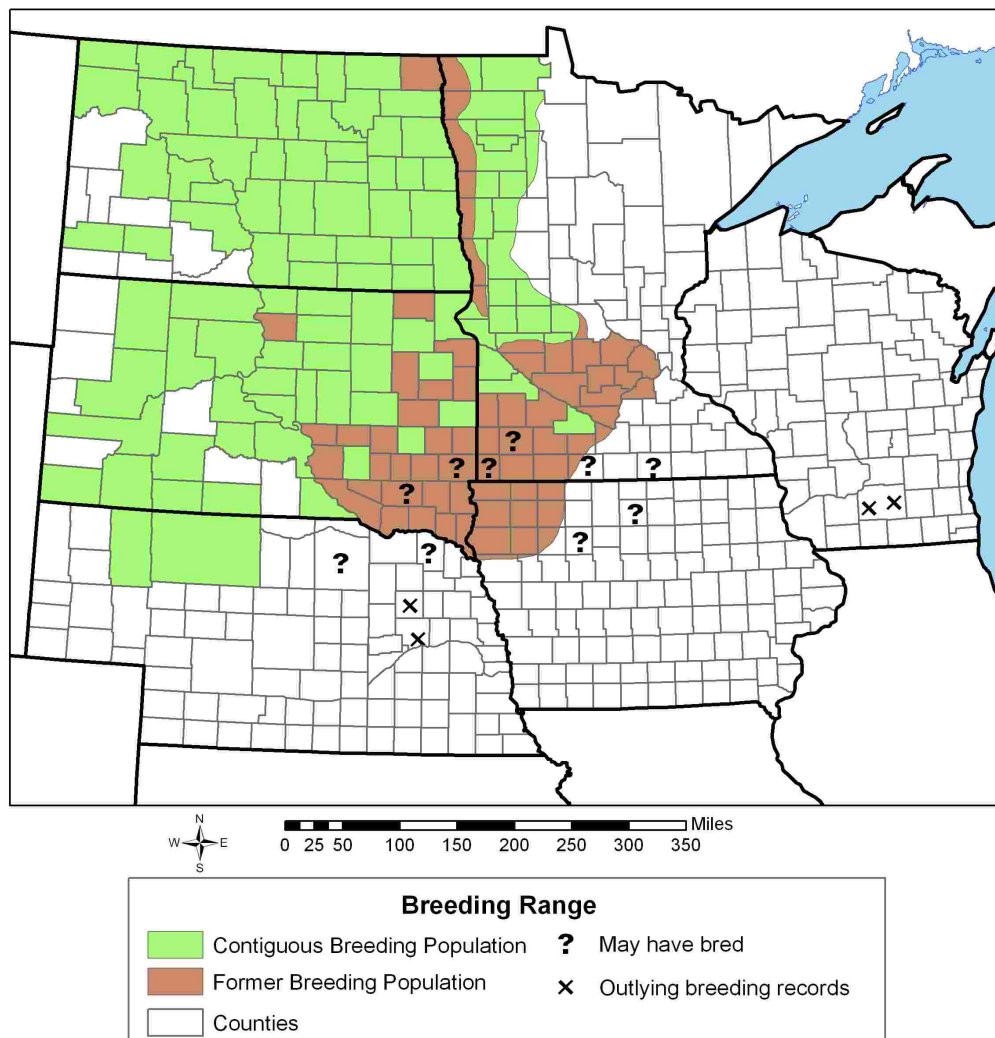 ?
?
?
?
?
?
?
?
?
?
N
W E
S
Miles
0 25 50 100 150 200 250 300 350
Breeding Range
Contiguous Breeding Population ? May have bred
Former Breeding Population × Outlying breeding records
Counties